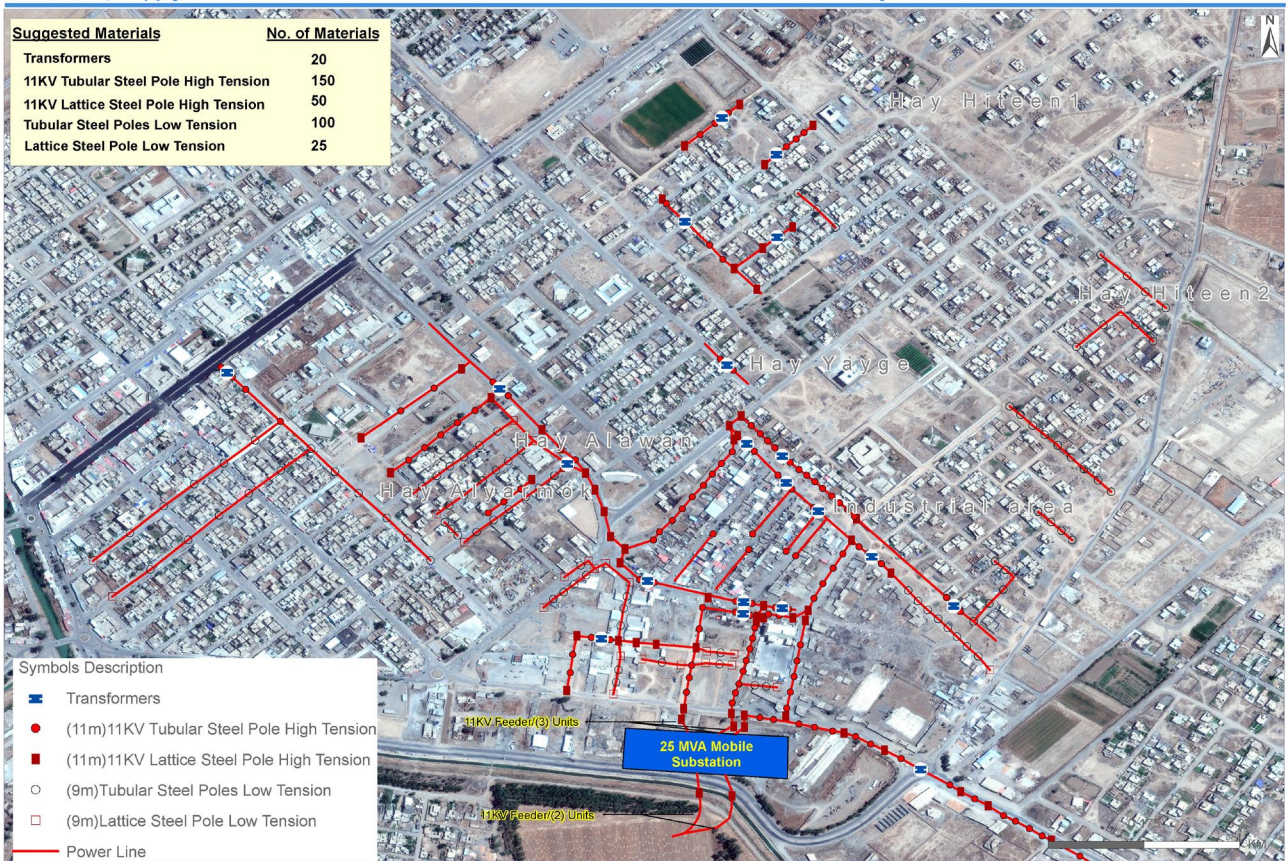 Suggested Materials No. of Materials
Transformers 20
11KV Tubular Steel Pole High Tension 150
11KV Lattice Steel Pole High Tension 50
Tubular Steel Poles Low Tension 100
Lattice Steel Pole Low Tension 25
N
Hay Hiteen1
Hay Hiteen2
Hay Yayge
Hay Alawan
Hay Alyarmok
Industrial area
11KV Feeder/(3) Units
25 MVA Mobile
Substation
11KV Feeder/(2) Units
Symbols Description
Transformers
(11m)11KV Tubular Steel Pole High Tension
(11m)11KV Lattice Steel Pole High Tension
(9m)Tubular Steel Poles Low Tension
(9m)Lattice Steel Pole Low Tension
Power Line
KM